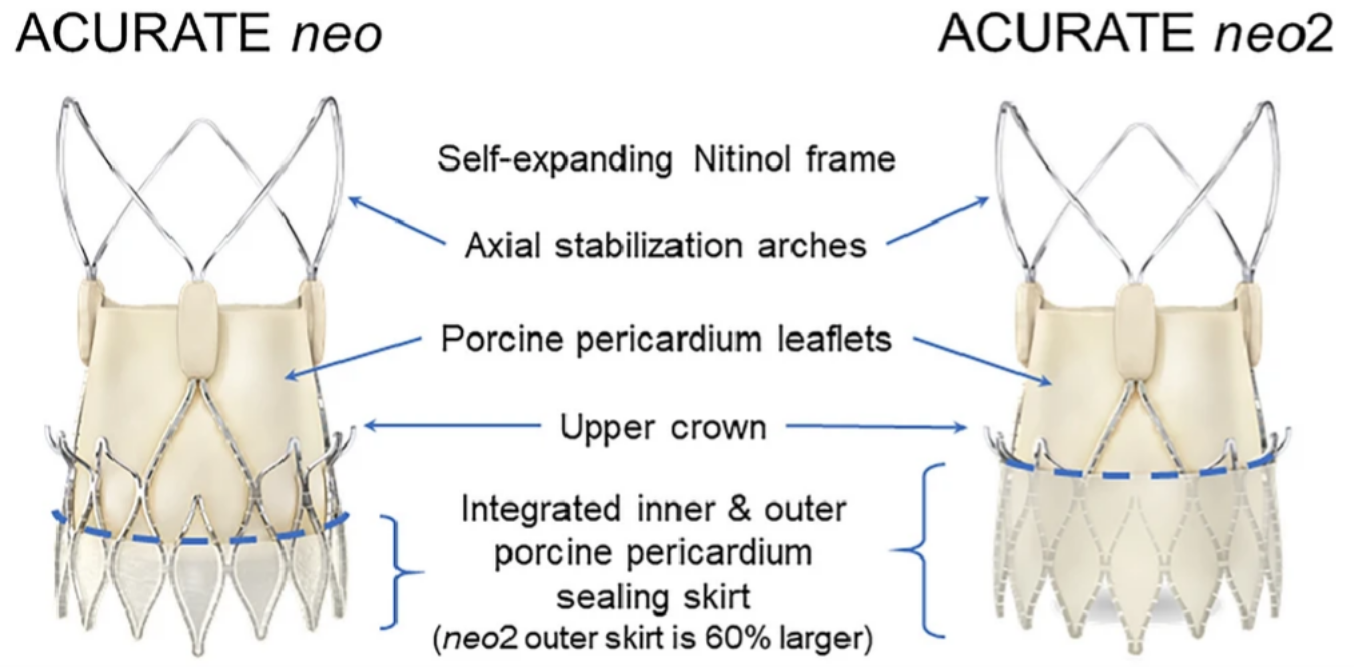 ACURATE neo
ACURATE neo2
Self-expanding Nitinol frame
Axial stabilization arches
Porcine pericardium leaflets
Upper crown
Integrated inner & outer
porcine pericardium
sealing skirt
(neo2 outer skirt is 60% larger)